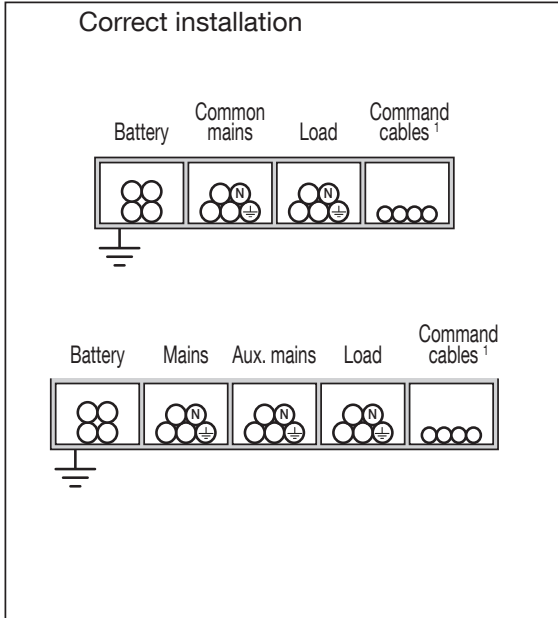 Correct installation
Battery
Common
mains
Load
Command
cables ¹
N
N
Battery
Mains
Aux. mains
Load
Command
cables ¹
N
N
N